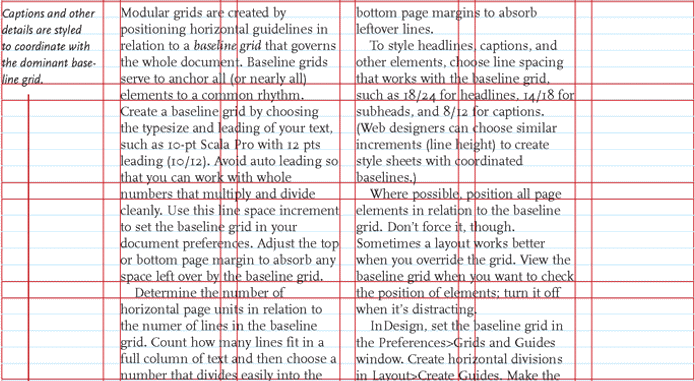 Captions and other
details are styled
to coordinate with
the dominant base-
line grid.
Modular grids are created by
positioning horizontal guidelines in
relation to a baseline grid that governs
the whole document. Baseline grids
serve to anchor all (or nearly all)
elements to a common rhythm.
Create a baseline grid by choosing
the typesize and leading of your text,
such as 10-pt Scala Pro with 12 pts
leading (10/12). Avoid auto leading so
that you can work with whole
numbers that multiply and divide
cleanly. Use this line space increment
to set the baseline grid in your
document preferences. Adjust the top
or bottom page margin to absorb any
space left over by the baseline grid.
Determine the number of
horizontal page units in relation to
the numer of lines in the baseline
grid. Count how many lines fit in a
full column of text and then choose a
number that divides easily into the
bottom page margins to absorb
leftover lines.
To style headlines, captions, and
other elements, choose line spacing
that works with the baseline grid,
such as 18/24 for headlines, 14/18 for
subheads, and 8/12 for captions.
(Web designers can choose similar
increments (line height) to create
style sheets with coordinated
baselines.)
Where possible, position all page
elements in relation to the baseline
grid. Don't force it, though.
Sometimes a layout works better
when you override the grid. View the
baseline grid when you want to check
the position of elements; turn it off
when it's distracting.
InDesign, set the baseline grid in
the Preferences>Grids and Guides
window. Create horizontal divisions
in Layout>Create Guides. Make the